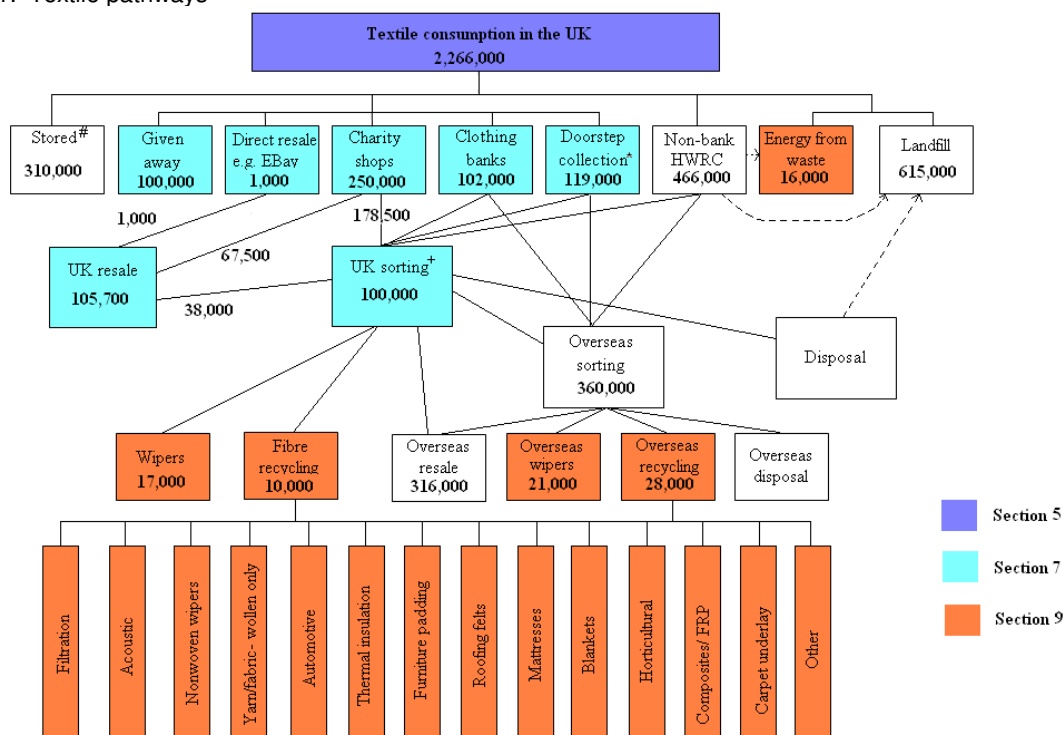 Textile pathways
Textile consumption in the UK
2,266,000
Stored#
310,000
Given
away
100,000
Direct resale
e.g. EBay
1,000
Charity
shops
250,000
Clothing
banks
102,000
Doorstep
collection*
119,000
Non-bank
HWRC
466,000
Energy from
waste
16,000
Landfill
615,000
1,000
178,500
67,500
38,000
UK resale
105,700
UK sorting+
100,000
Overseas
sorting
360,000
Disposal
Wipers
17,000
Fibre
recycling
10,000
Overseas
resale
316,000
Overseas
wipers
21,000
Overseas
recycling
28,000
Overseas
disposal
Filtration
Acoustic
Nonwoven wipers
Yarn/fabric- wollen only
Automotive
Thermal insulation
Furniture padding
Roofing felts
Mattresses
Blankets
Horticultural
Composites/ FRP
Carpet underlay
Other
Section 5
Section 7
Section 9